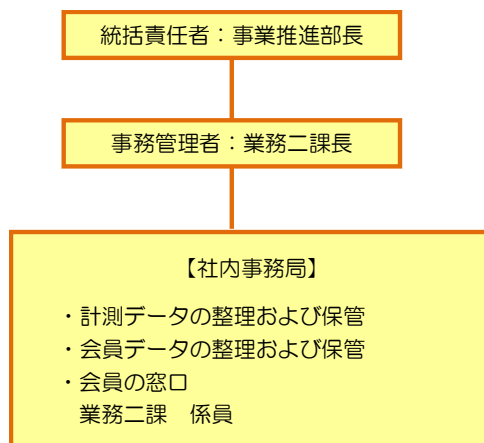 統括責任者：事業推進部長
事務管理者：業務二課長
【社内事務局】
・計測データの整理および保管
・会員データの整理および保管
・会員の窓口
業務二課　係員